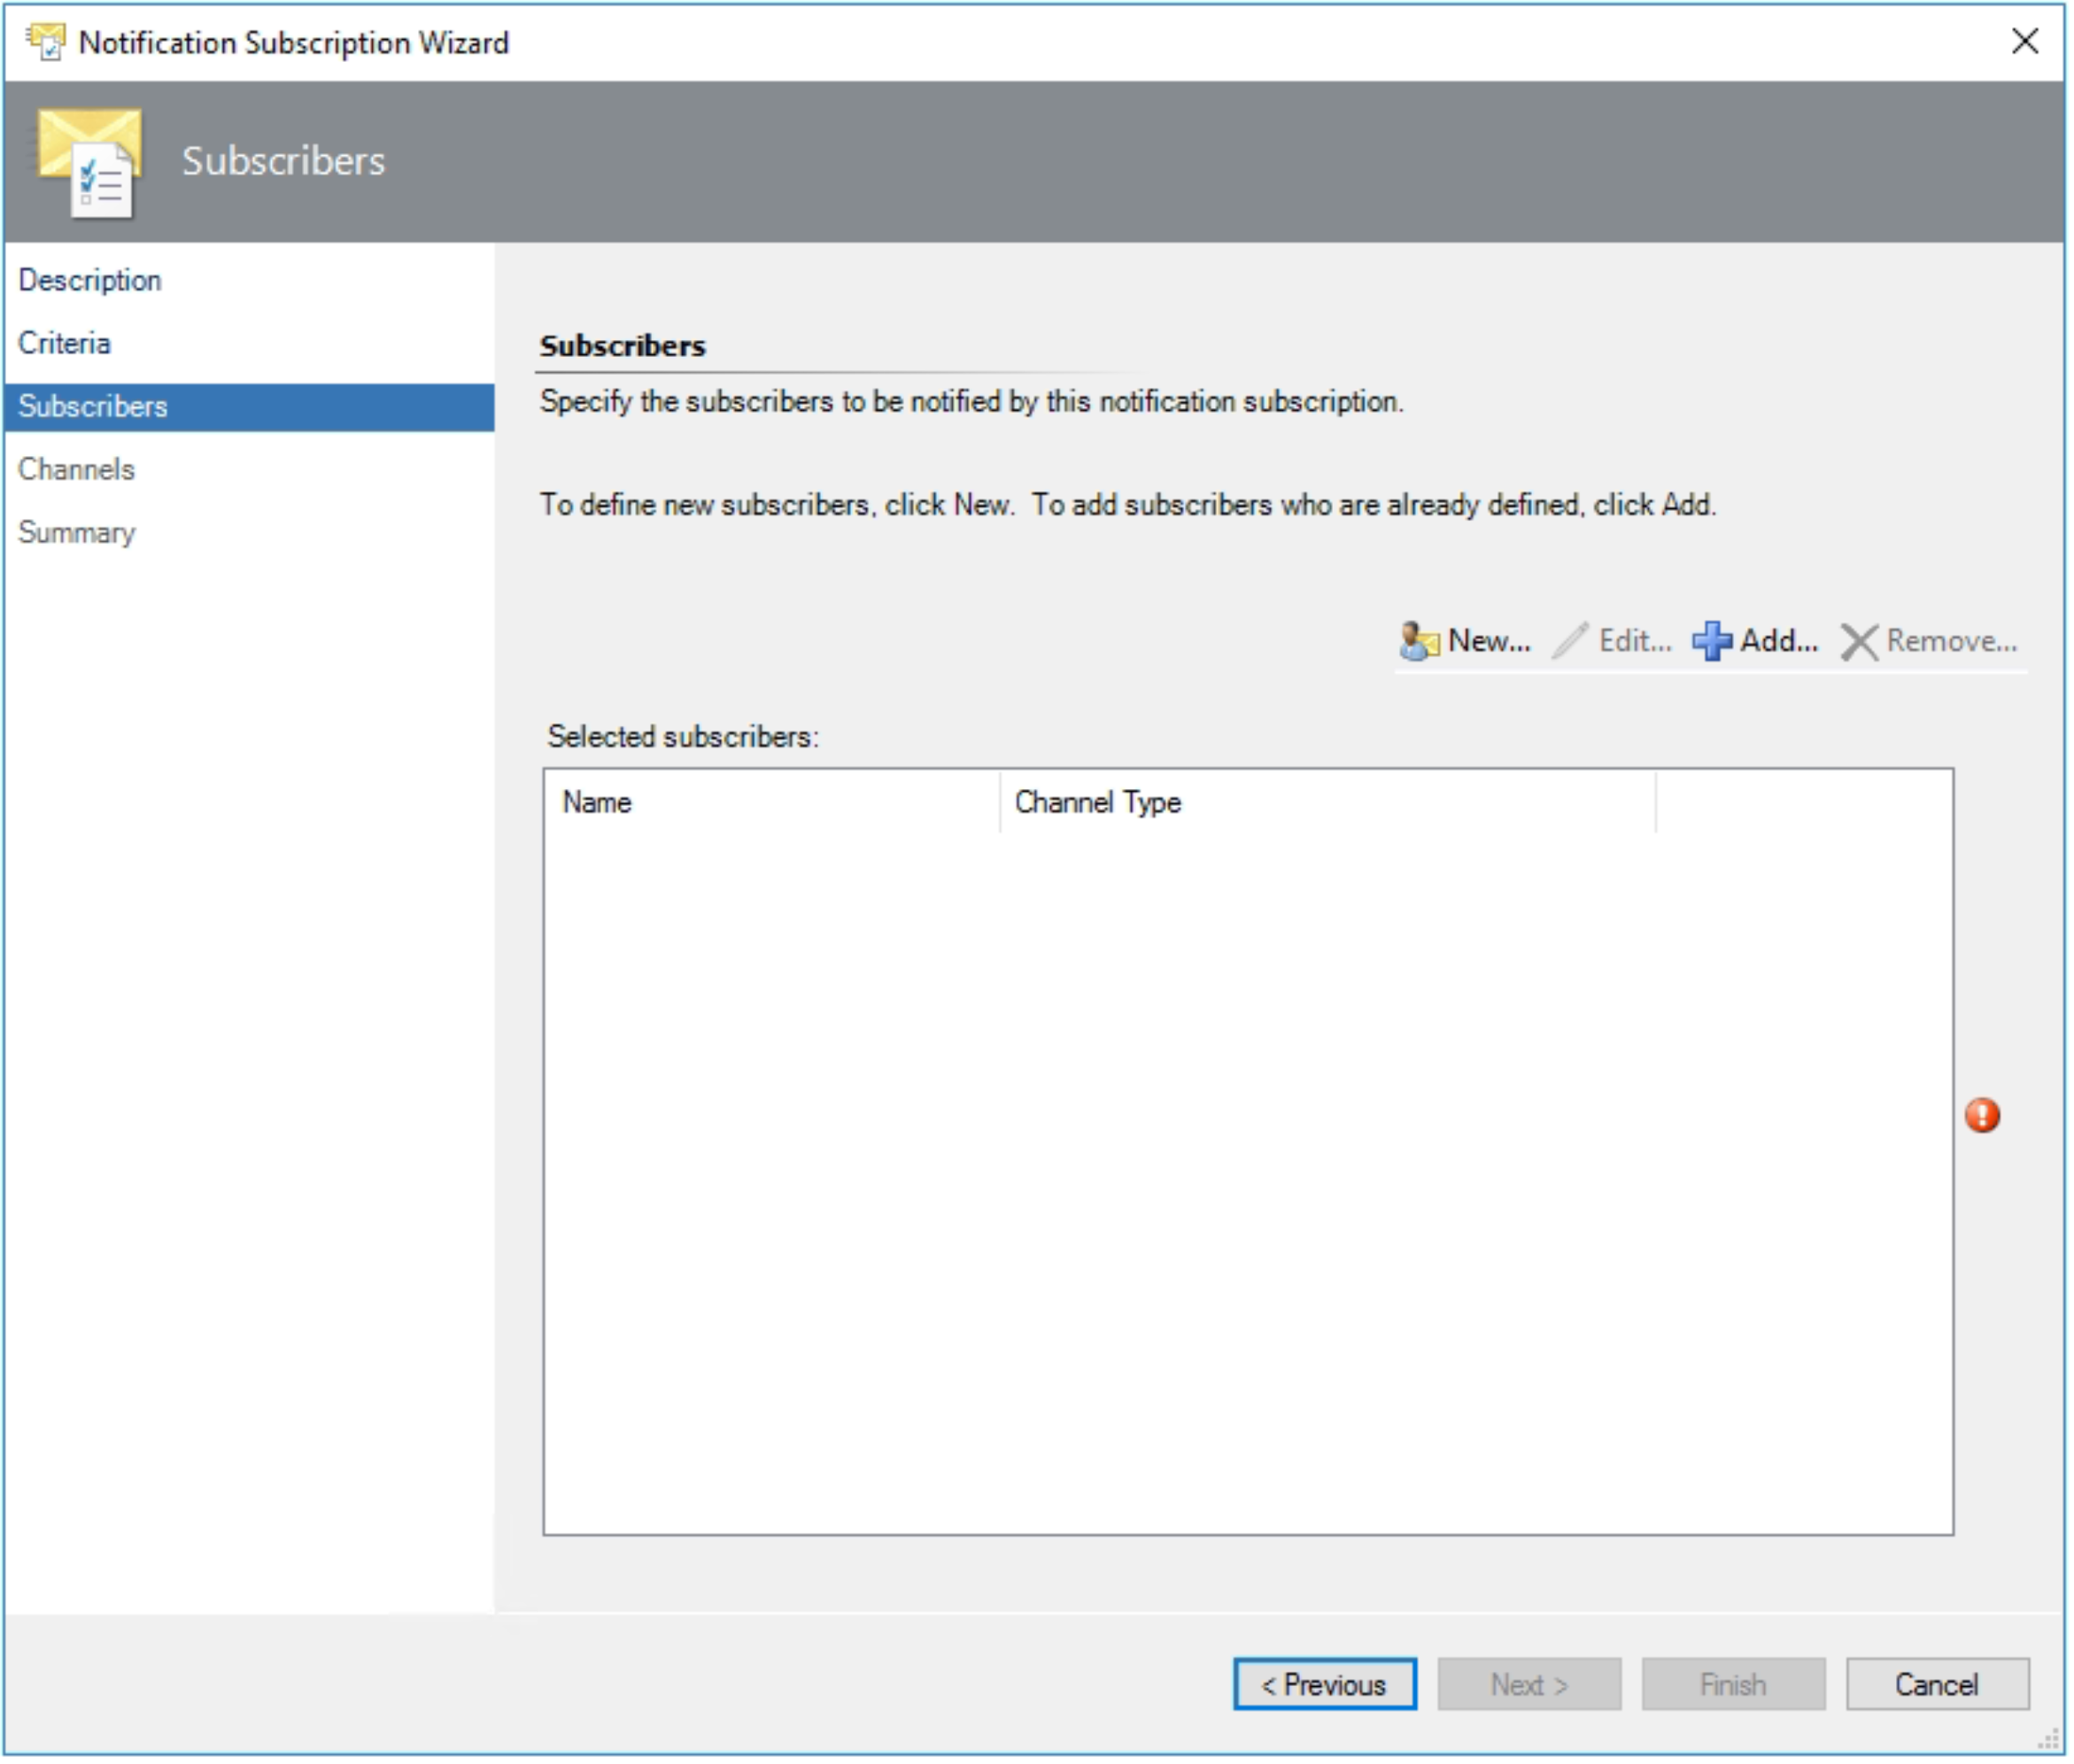 Notification Subscription Wizard
Subscribers
Description
Criteria
Subscribers
Channels
Summary
Subscribers
Specify the subscribers to be notified by this notification subscription.
To define new subscribers, click New.  To add subscribers who are already defined, click Add.
New... Edit... Add... Remove...
Selected subscribers:
Name Channel Type
< Previous Next > Finish Cancel